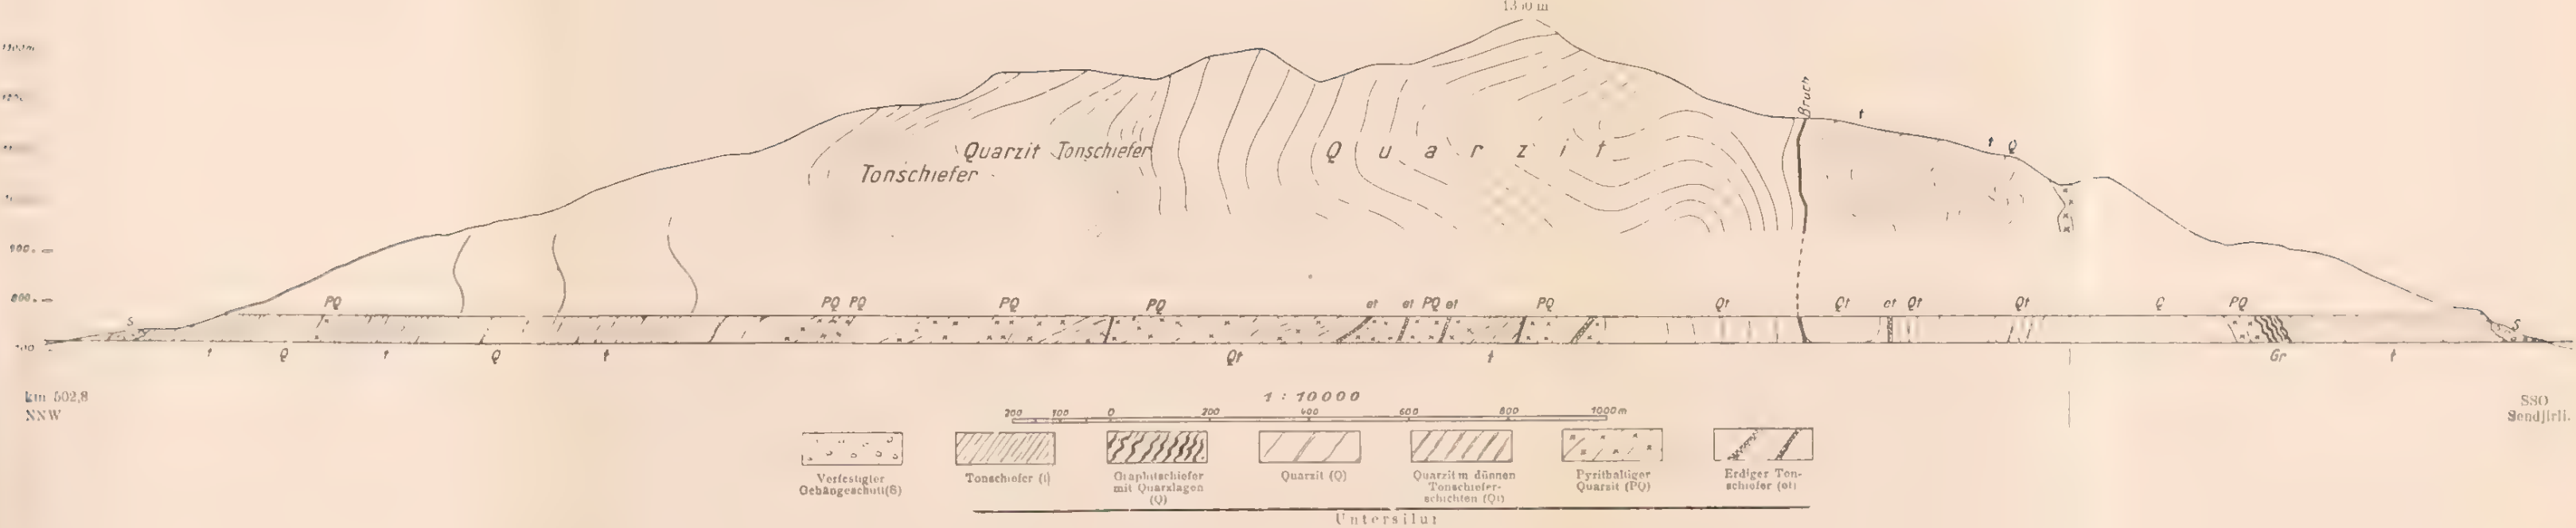 Bruch
t
t Q
Quarzit Tonschiefer
Tonschiefer
Quarzit
900.
800.
PQ PQ PQ PQ PQ et et PQ et PQ Qt Qt et Qt Qt Q PQ
S
S
t Q t Q t Qt t Gr t
km 502,8
NNW
SSO
Sendjirli.
1 : 10000
200 100 0 200 400 600 800 1000 m
Verfestigter
Gehängeschutt(S)
Tonschiefer (t)
Graphitschiefer
mit Quarzlagen
(Q)
Quarzit (Q)
Quarzit m dünnen
Tonschiefer-
schichten (Qt)
Pyrithaltiger
Quarzit (PQ)
Erdiger Ton-
schiefer (et)
Untersilur